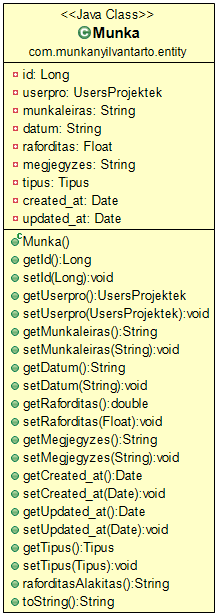 <<Java Class>>
Munka
com.munkanyilvantarto.entity
id: Long
userpro: UsersProjektek
munkaleiras: String
datum: String
raforditas: Float
megjegyzes: String
tipus: Tipus
created_at: Date
updated_at: Date
Munka()
getId():Long
setId(Long):void
getUserpro():UsersProjektek
setUserpro(UsersProjektek):void
getMunkaleiras():String
setMunkaleiras(String):void
getDatum():String
setDatum(String):void
getRaforditas():double
setRaforditas(Float):void
getMegjegyzes():String
setMegjegyzes(String):void
getCreated_at():Date
setCreated_at(Date):void
getUpdated_at():Date
setUpdated_at(Date):void
getTipus():Tipus
setTipus(Tipus):void
raforditasAlakitas():String
toString():String